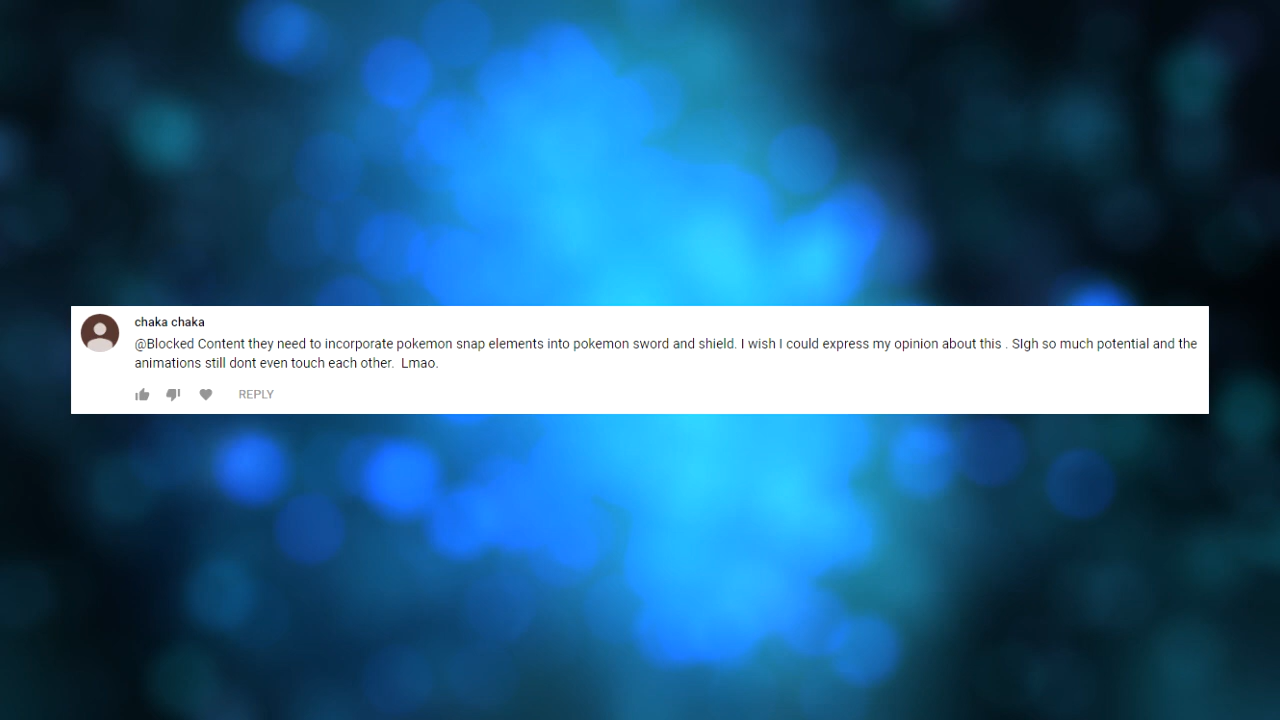 chaka chaka
@Blocked Content they need to incorporate pokemon snap elements into pokemon sword and shield. I wish I could express my opinion about this . SIgh so much potential and the
animations still dont even touch each other.  Lmao.
REPLY